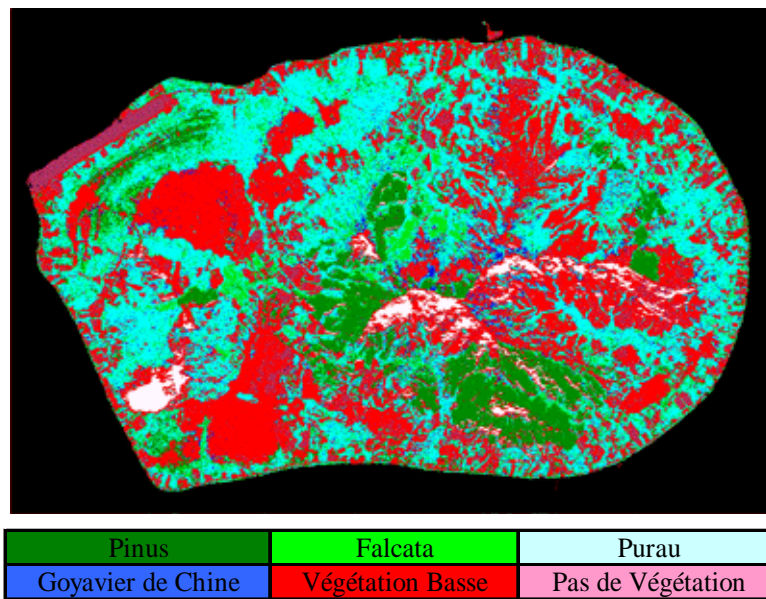 Pinus Falcata Purau
Goyavier de Chine Végétation Basse Pas de Végétation